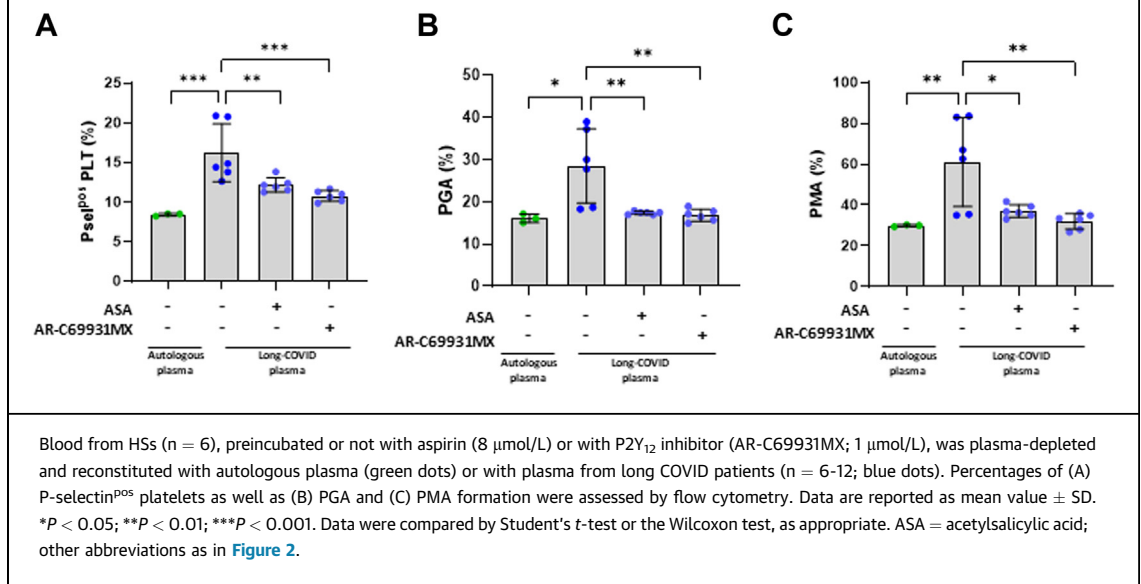 A
B
C
***
*** **
25
20
15
10
5
0
Psel^pos PLT (%)
ASA - - + -
AR-C69931MX - - - +
Autologous plasma
Long-COVID plasma
**
* **
50
40
30
20
10
0
PGA (%)
ASA - - + -
AR-C69931MX - - - +
Autologous plasma
Long-COVID plasma
**
** *
100
80
60
40
20
0
PMA (%)
ASA - - + -
AR-C69931MX - - - +
Autologous plasma
Long-COVID plasma
Blood from HSs (n = 6), preincubated or not with aspirin (8 μmol/L) or with P2Y₁₂ inhibitor (AR-C69931MX; 1 μmol/L), was plasma-depleted
and reconstituted with autologous plasma (green dots) or with plasma from long COVID patients (n = 6-12; blue dots). Percentages of (A)
P-selectin^pos platelets as well as (B) PGA and (C) PMA formation were assessed by flow cytometry. Data are reported as mean value ± SD.
*P < 0.05; **P < 0.01; ***P < 0.001. Data were compared by Student's t-test or the Wilcoxon test, as appropriate. ASA = acetylsalicylic acid;
other abbreviations as in Figure 2.